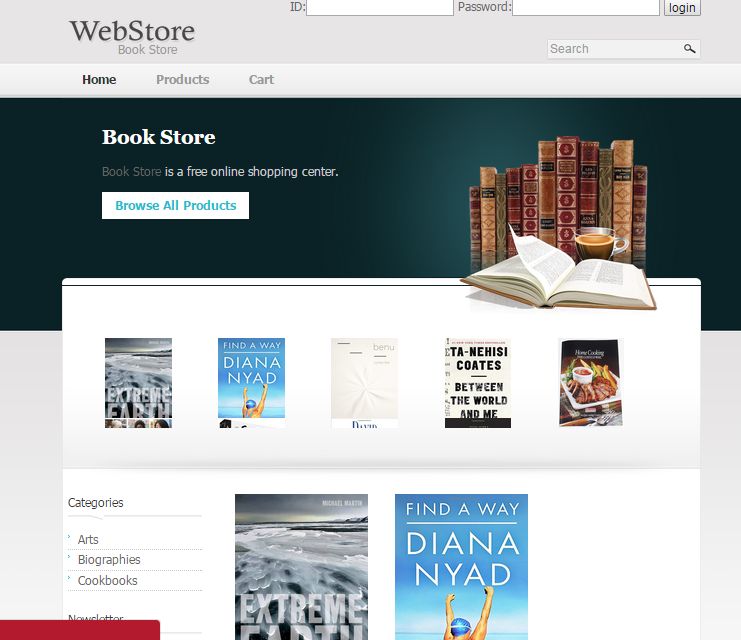 ID:
Password:
login
WebStore
Book Store
Search
Home
Products
Cart
Book Store
Book Store is a free online shopping center.
Browse All Products
EXTREME
EARTH
FIND A WAY
DIANA
NYAD
benu
DAVID
TA-NEHISI
COATES
BETWEEN
THE WORLD
AND ME
Home Cooking
Categories
Arts
Biographies
Cookbooks
Newsletter
MICHAEL MARTIN
EXTREME
EARTH
FIND A WAY
DIANA
NYAD